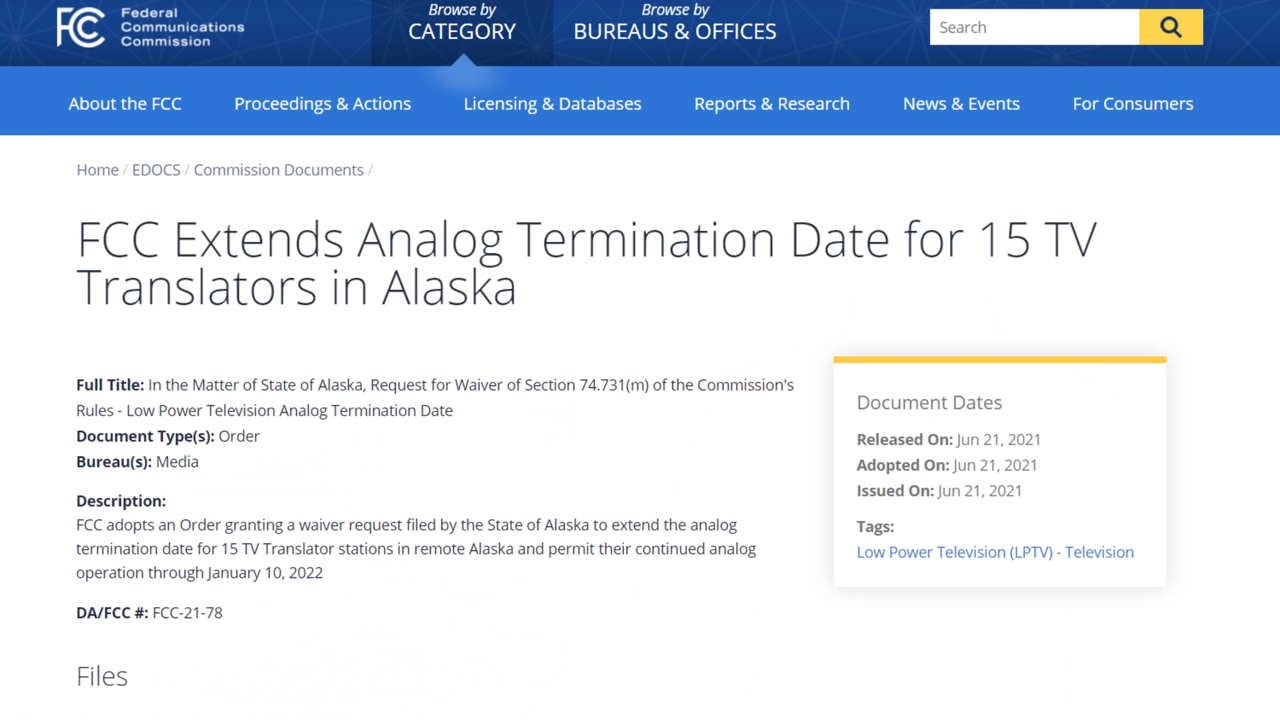 FCC
Federal
Communications
Commission
Browse by
CATEGORY
Browse by
BUREAUS & OFFICES
Search
About the FCC
Proceedings & Actions
Licensing & Databases
Reports & Research
News & Events
For Consumers
Home / EDOCS / Commission Documents /
FCC Extends Analog Termination Date for 15 TV
Translators in Alaska
Full Title: In the Matter of State of Alaska, Request for Waiver of Section 74.731(m) of the Commission's
Rules - Low Power Television Analog Termination Date
Document Type(s): Order
Bureau(s): Media
Description:
FCC adopts an Order granting a waiver request filed by the State of Alaska to extend the analog
termination date for 15 TV Translator stations in remote Alaska and permit their continued analog
operation through January 10, 2022
DA/FCC #: FCC-21-78
Files
Document Dates
Released On: Jun 21, 2021
Adopted On: Jun 21, 2021
Issued On: Jun 21, 2021
Tags:
Low Power Television (LPTV) - Television